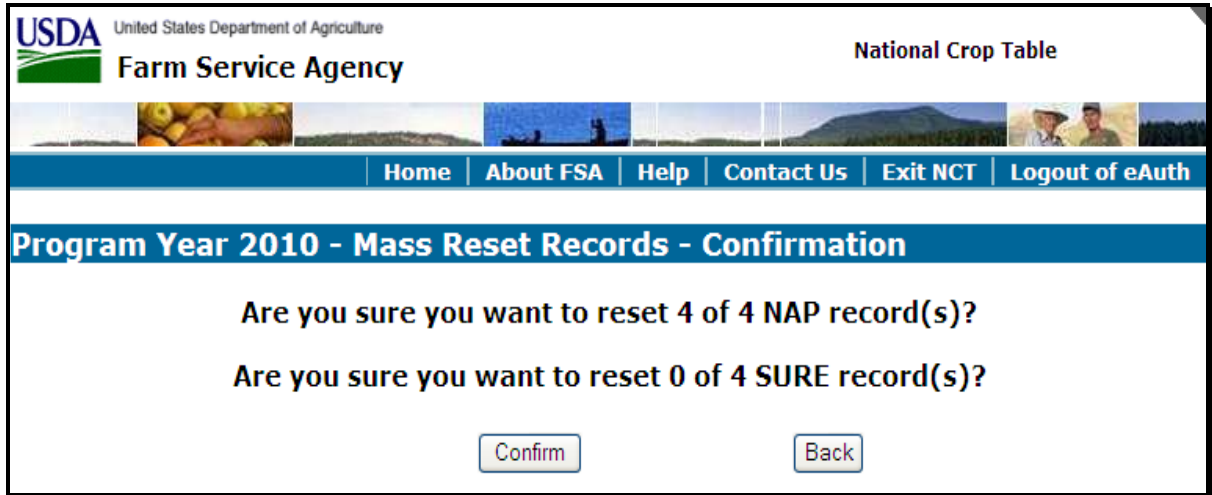 USDA United States Department of Agriculture
Farm Service Agency
National Crop Table
Home | About FSA | Help | Contact Us | Exit NCT | Logout of eAuth
Program Year 2010 - Mass Reset Records - Confirmation
Are you sure you want to reset 4 of 4 NAP record(s)?
Are you sure you want to reset 0 of 4 SURE record(s)?
Confirm Back